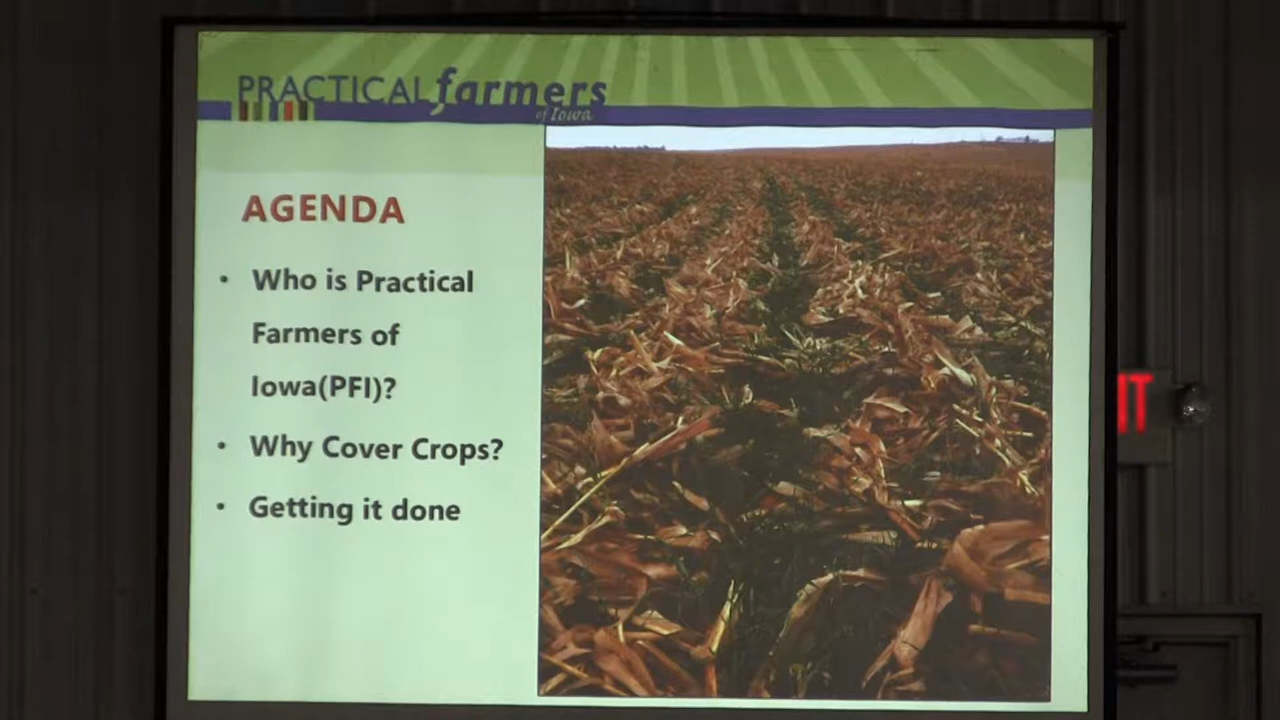 PRACTICAL farmers
of Iowa
AGENDA
• Who is Practical
Farmers of
Iowa(PFI)?
• Why Cover Crops?
• Getting it done
IT